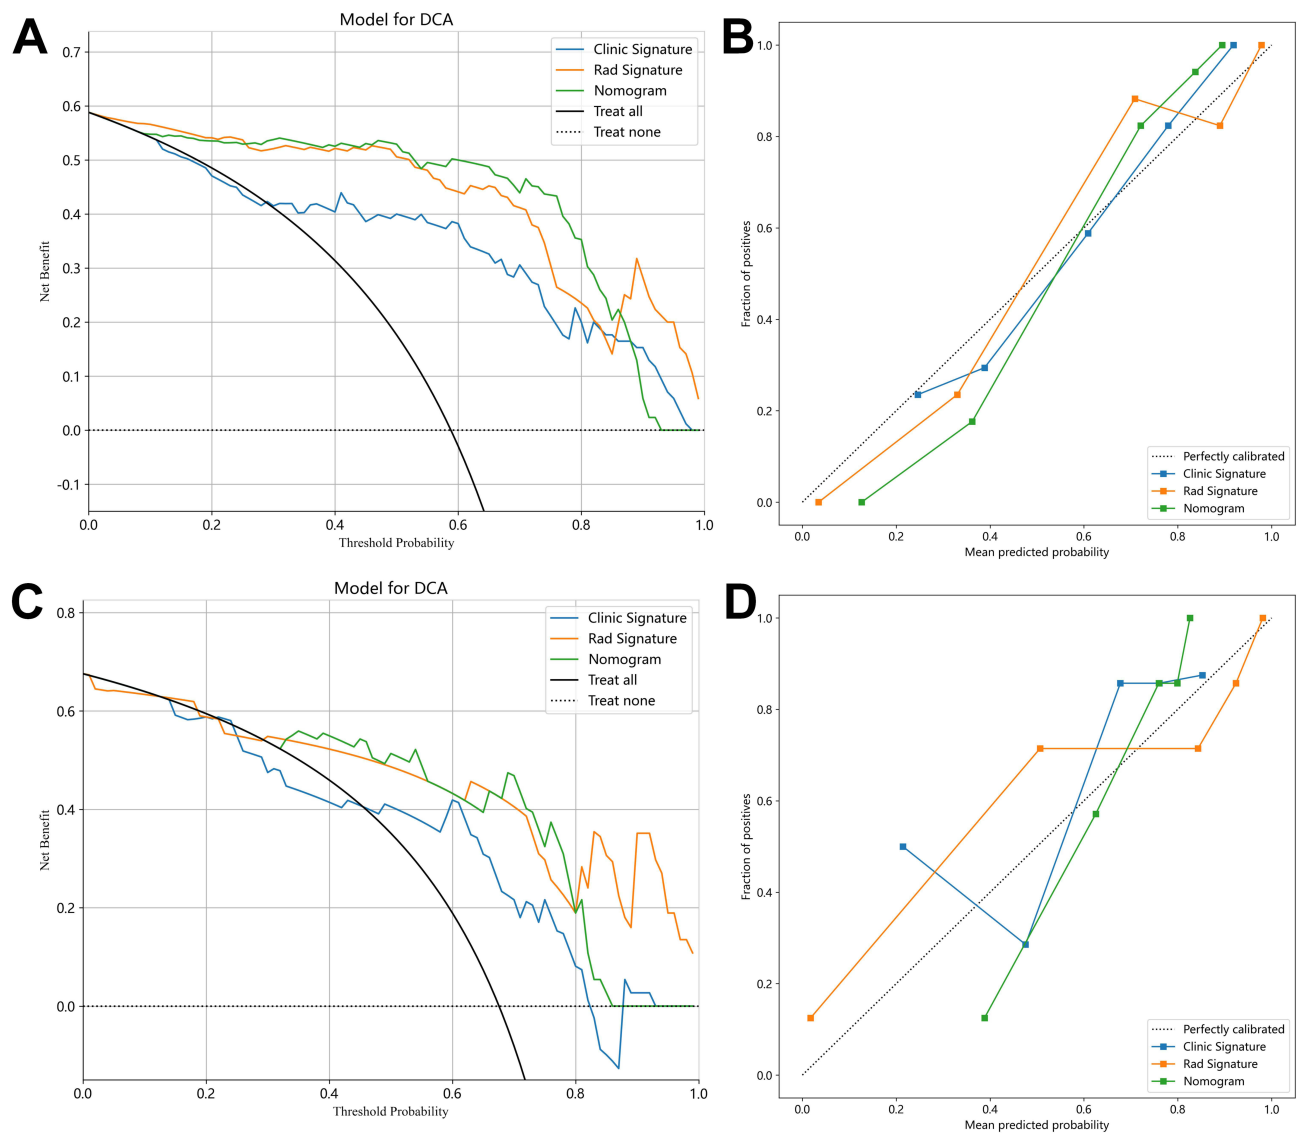 A
Model for DCA
0.7
0.6
0.5
0.4
0.3
0.2
0.1
0.0
-0.1
Net Benefit
0.0 0.2 0.4 0.6 0.8 1.0
Threshold Probability
Clinic Signature
Rad Signature
Nomogram
Treat all
Treat none
B
1.0
0.8
0.6
0.4
0.2
0.0
Fraction of positives
0.0 0.2 0.4 0.6 0.8 1.0
Mean predicted probability
Perfectly calibrated
Clinic Signature
Rad Signature
Nomogram
C
Model for DCA
0.8
0.6
0.4
0.2
0.0
Net Benefit
0.0 0.2 0.4 0.6 0.8 1.0
Threshold Probability
Clinic Signature
Rad Signature
Nomogram
Treat all
Treat none
D
1.0
0.8
0.6
0.4
0.2
0.0
Fraction of positives
0.0 0.2 0.4 0.6 0.8 1.0
Mean predicted probability
Perfectly calibrated
Clinic Signature
Rad Signature
Nomogram